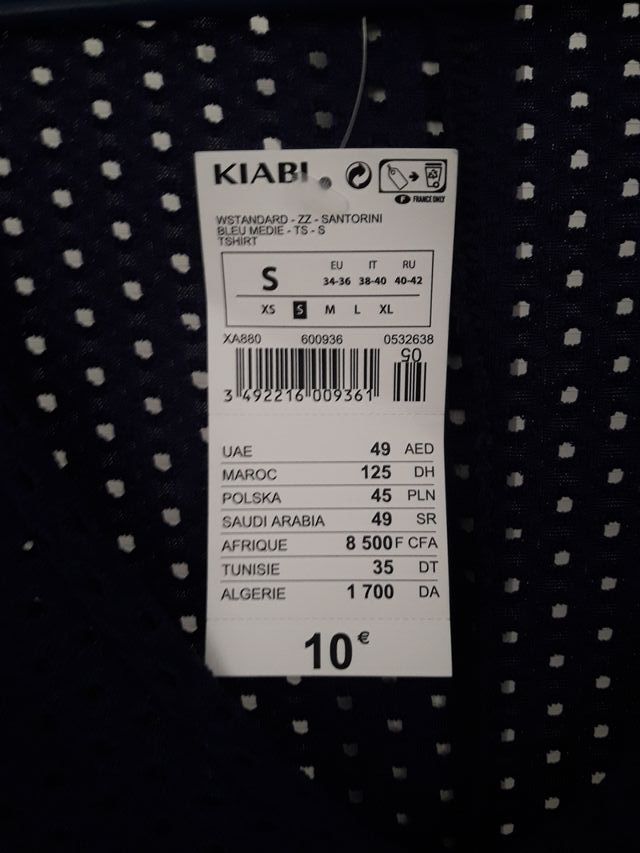 KIABI
F FRANCE ONLY
WSTANDARD - ZZ - SANTORINI
BLEU MEDIE - TS - S
TSHIRT
S EU IT RU
34-36 38-40 40-42
XS S M L XL
XA880 600936 0532638
05
3 492216 009361
UAE 49 AED
MAROC 125 DH
POLSKA 45 PLN
SAUDI ARABIA 49 SR
AFRIQUE 8 500 F CFA
TUNISIE 35 DT
ALGERIE 1 700 DA
10€